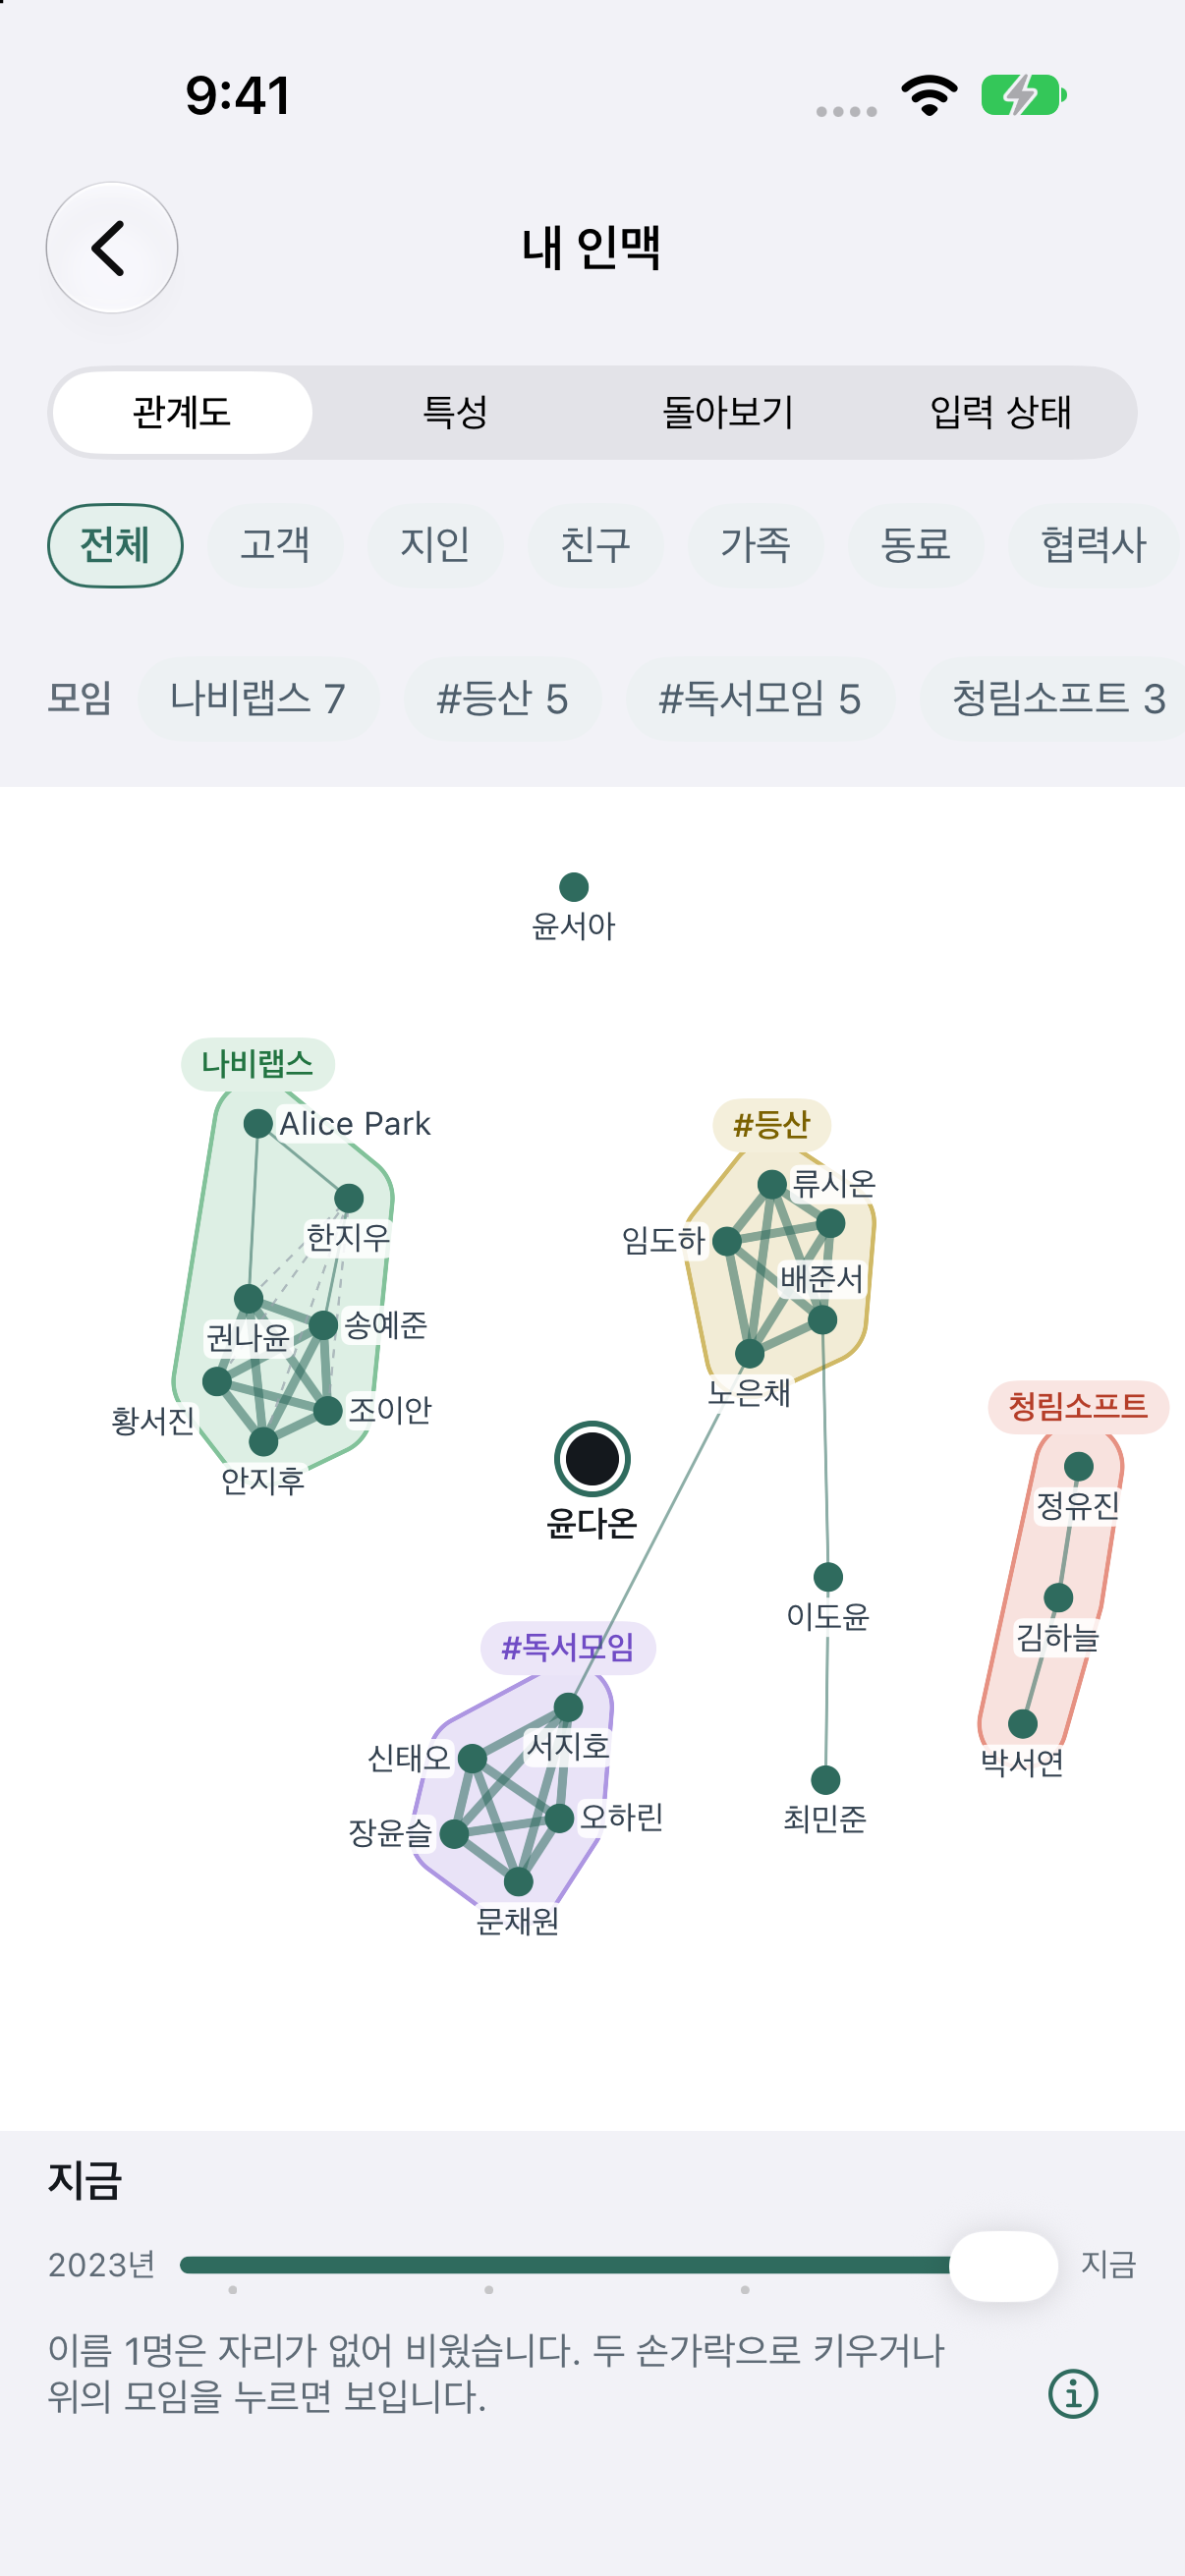 9:41
내 인맥
관계도 특성 돌아보기 입력 상태
전체 고객 지인 친구 가족 동료 협력사
모임 나비랩스 7 #등산 5 #독서모임 5 청림소프트 3
윤서아
나비랩스
Alice Park
#등산
류시온
한지우
임도하
배준서
송예준
권나윤
노은채
조이안
황서진
청림소프트
안지후
정유진
윤다온
이도윤
#독서모임
김하늘
서지호
신태오
박서연
오하린
장윤슬
최민준
문채원
지금
2023년 지금
이름 1명은 자리가 없어 비웠습니다. 두 손가락으로 키우거나
위의 모임을 누르면 보입니다.